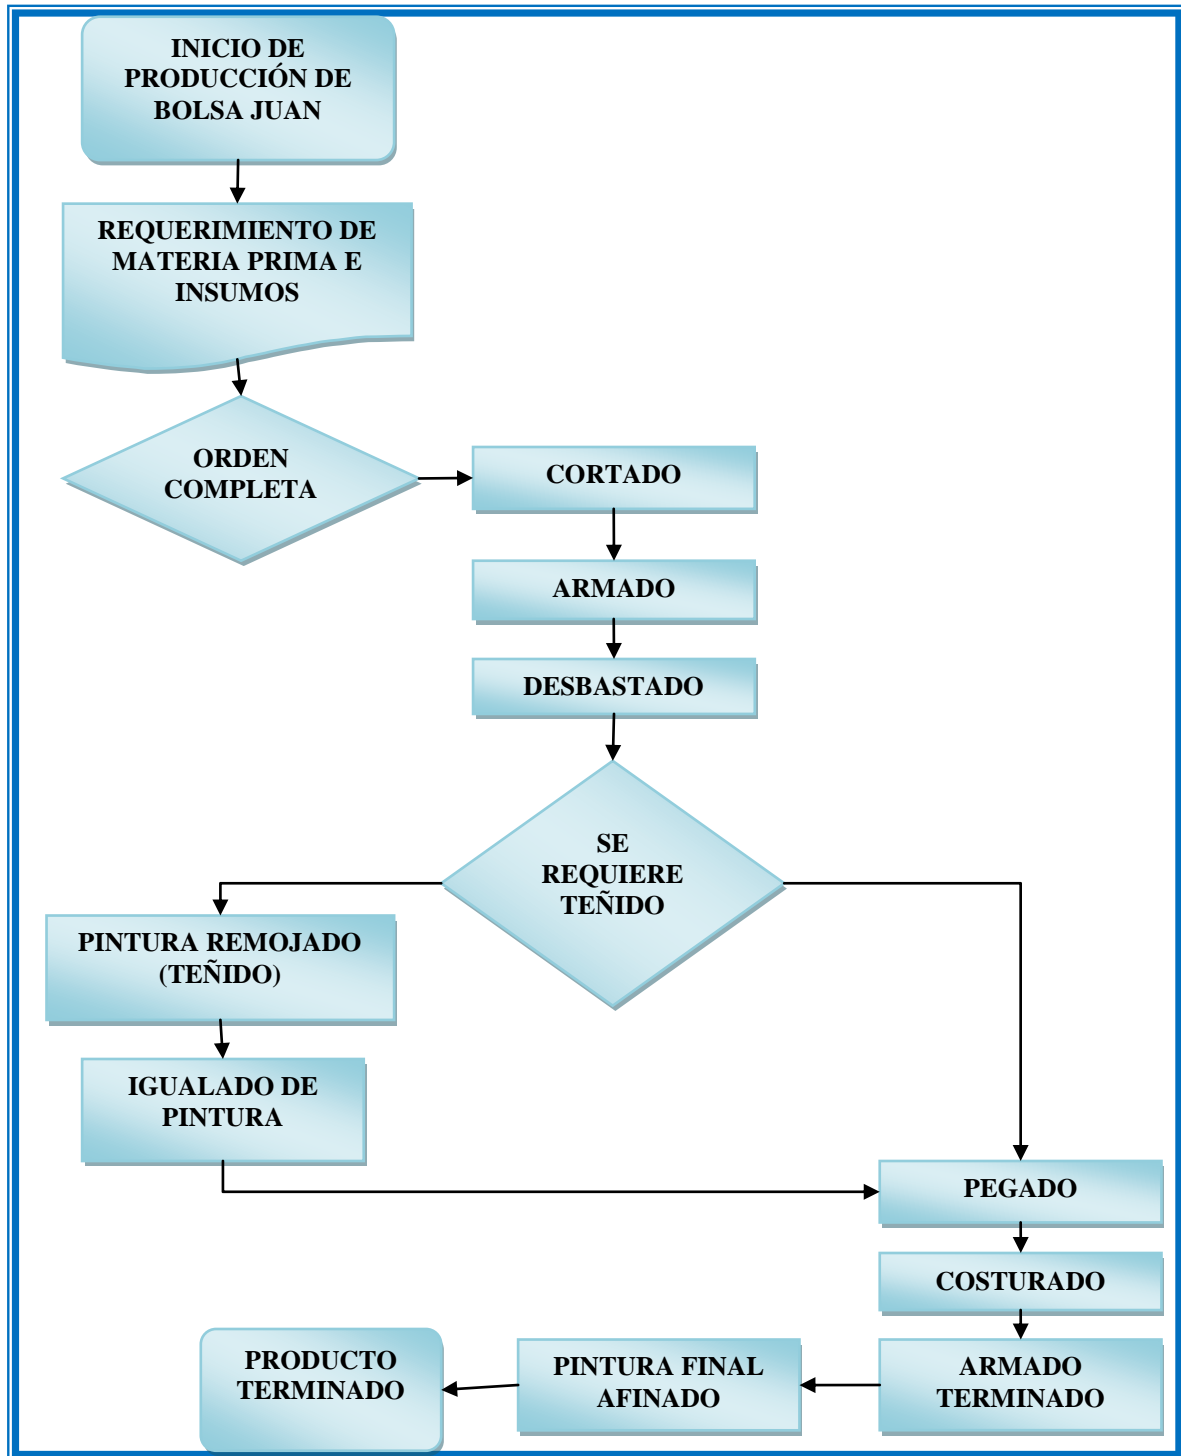 INICIO DE
PRODUCCIÓN DE
BOLSA JUAN
REQUERIMIENTO DE
MATERIA PRIMA E
INSUMOS
ORDEN
COMPLETA
CORTADO
ARMADO
DESBASTADO
SE
REQUIERE
TEÑIDO
PINTURA REMOJADO
(TEÑIDO)
IGUALADO DE
PINTURA
PEGADO
COSTURADO
ARMADO
TERMINADO
PINTURA FINAL
AFINADO
PRODUCTO
TERMINADO